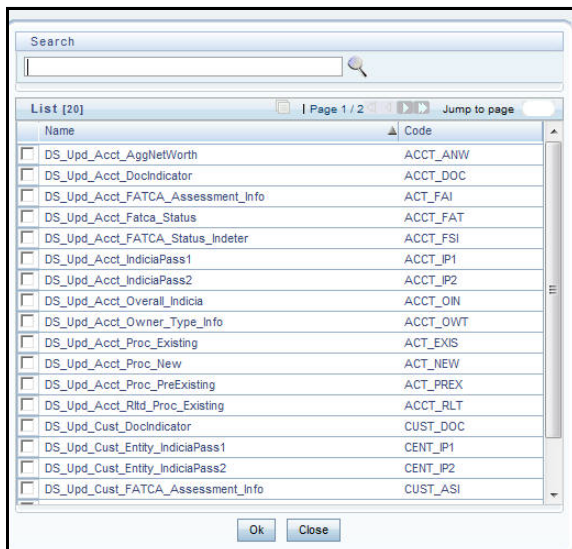 Search
List [20] | Page 1 / 2 Jump to page
Name Code
DS_Upd_Acct_AggNetWorth ACCT_ANW
DS_Upd_Acct_DocIndicator ACCT_DOC
DS_Upd_Acct_FATCA_Assessment_Info ACT_FAI
DS_Upd_Acct_Fatca_Status ACCT_FAT
DS_Upd_Acct_FATCA_Status_Indeter ACCT_FSI
DS_Upd_Acct_IndiciaPass1 ACCT_IP1
DS_Upd_Acct_IndiciaPass2 ACCT_IP2
DS_Upd_Acct_Overall_Indicia ACCT_OIN
DS_Upd_Acct_Owner_Type_Info ACCT_OWT
DS_Upd_Acct_Proc_Existing ACT_EXIS
DS_Upd_Acct_Proc_New ACT_NEW
DS_Upd_Acct_Proc_PreExisting ACT_PREX
DS_Upd_Acct_Rltd_Proc_Existing ACCT_RLT
DS_Upd_Cust_DocIndicator CUST_DOC
DS_Upd_Cust_Entity_IndiciaPass1 CENT_IP1
DS_Upd_Cust_Entity_IndiciaPass2 CENT_IP2
DS_Upd_Cust_FATCA_Assessment_Info CUST_ASI
Ok Close